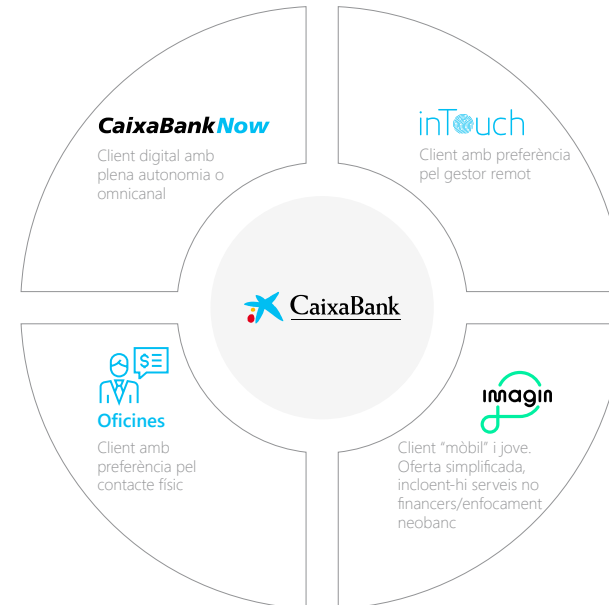 CaixaBankNow
Client digital amb
plena autonomia o
omnicanal
inTouch
Client amb preferència
pel gestor remot
CaixaBank
$
Oficines
Client amb
preferència pel
contacte físic
imagin
Client “mòbil” i jove.
Oferta simplificada,
incloent-hi serveis no
financers/enfocament
neobanc